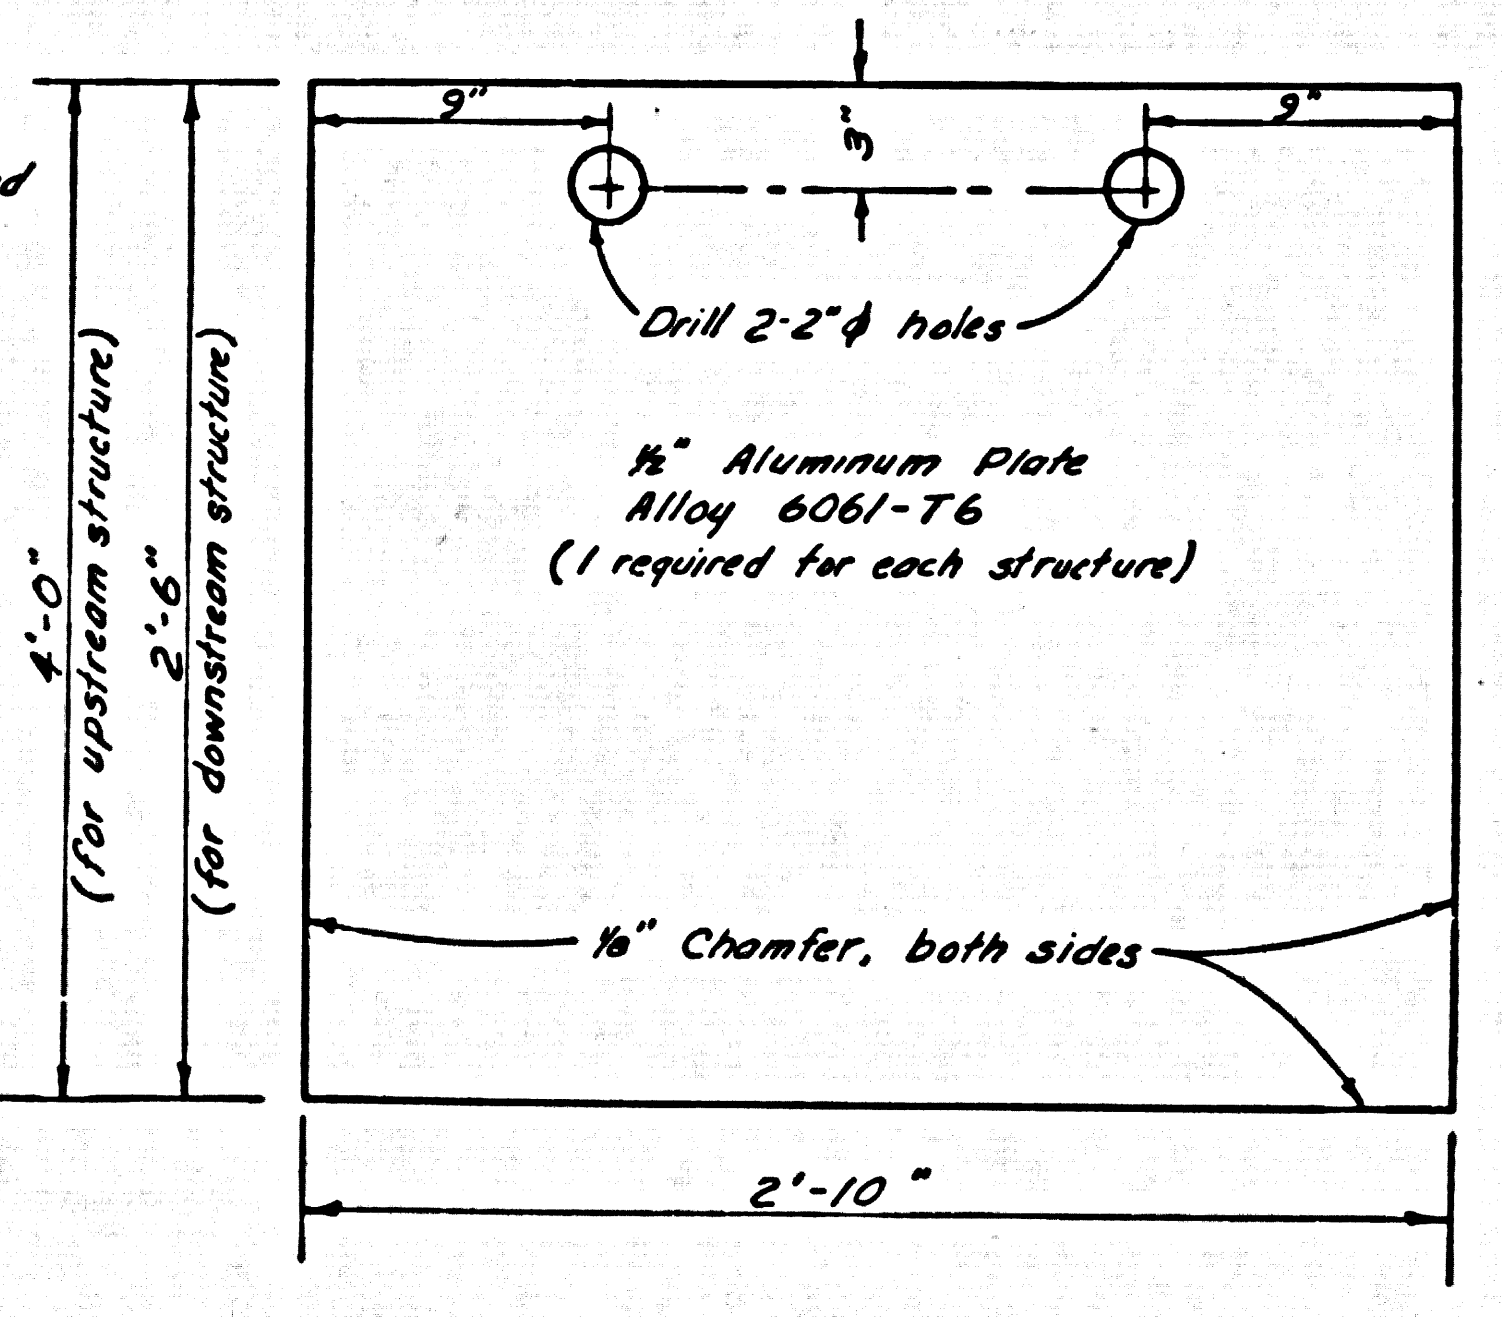 9"
9"
3"
Drill 2-2"ϕ holes
½" Aluminum Plate
Alloy 6061-T6
(1 required for each structure)
4'-0"
(for upstream structure)
2'-6"
(for downstream structure)
⅛" Chamfer, both sides
2'-10"